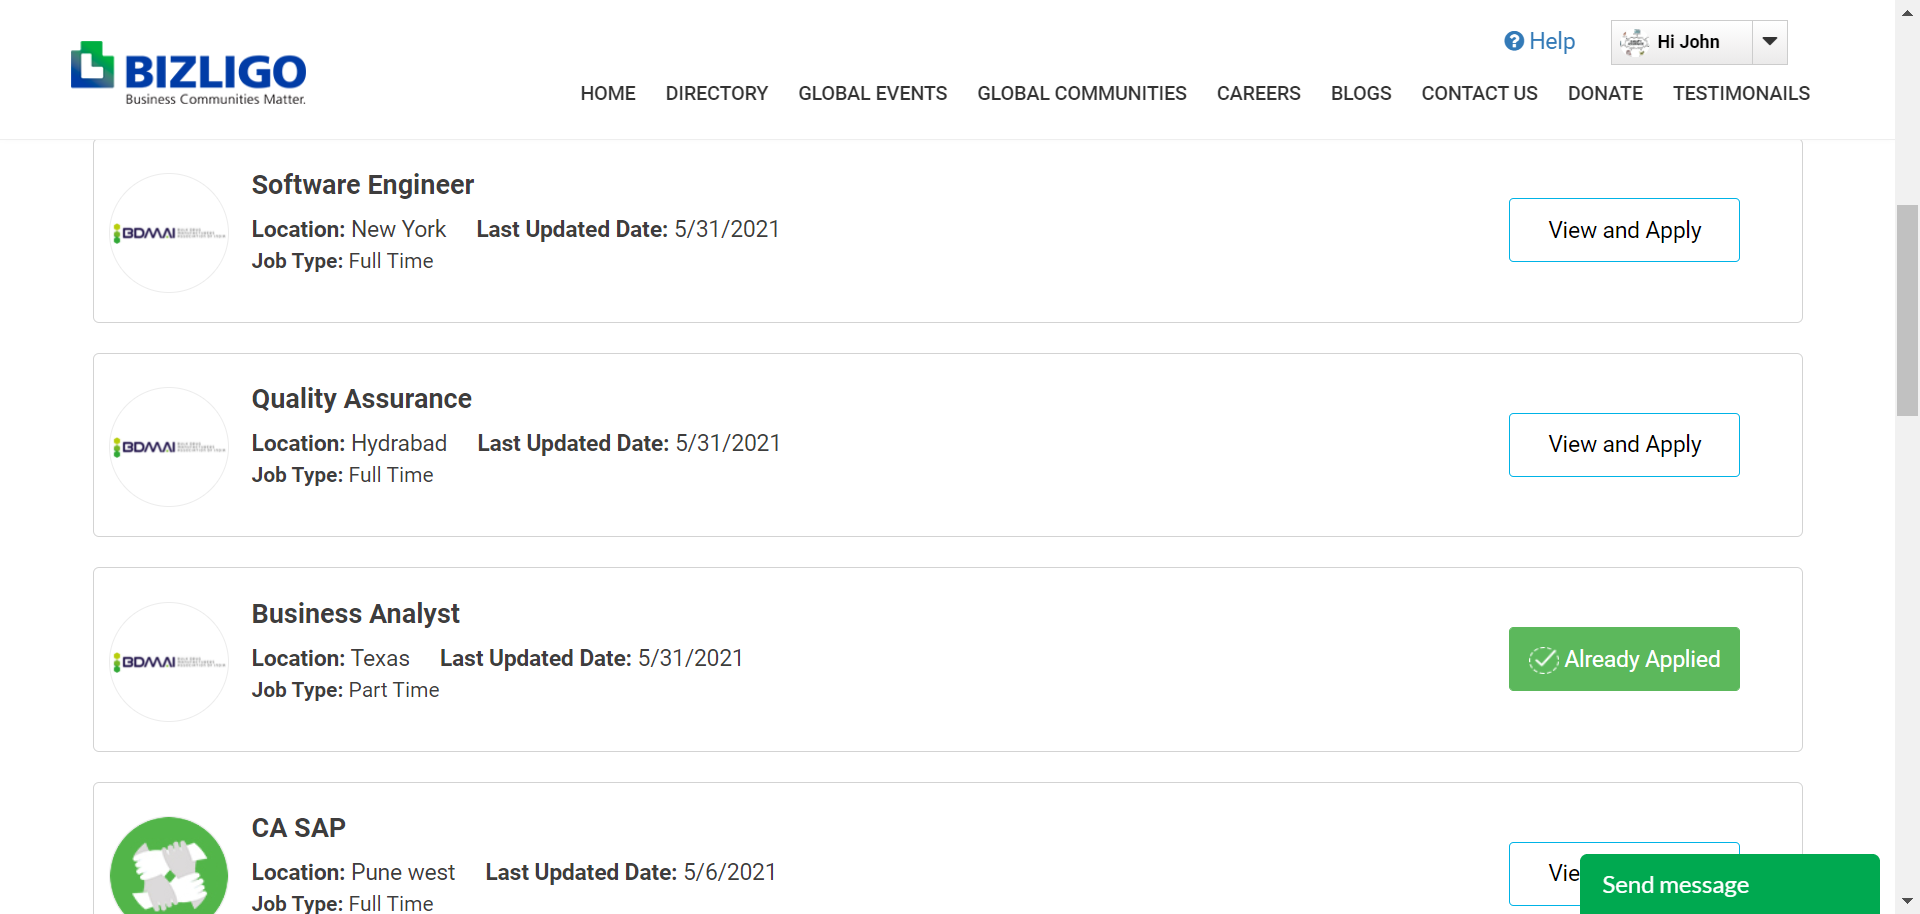 Help
Hi John
BIZLIGO
Business Communities Matter.
HOME DIRECTORY GLOBAL EVENTS GLOBAL COMMUNITIES CAREERS BLOGS CONTACT US DONATE TESTIMONAILS
Software Engineer
BDMAI
Location: New York Last Updated Date: 5/31/2021
Job Type: Full Time
View and Apply
Quality Assurance
BDMAI
Location: Hydrabad Last Updated Date: 5/31/2021
Job Type: Full Time
View and Apply
Business Analyst
BDMAI
Location: Texas Last Updated Date: 5/31/2021
Job Type: Part Time
Already Applied
CA SAP
Location: Pune west Last Updated Date: 5/6/2021
Job Type: Full Time
Vie
Send message